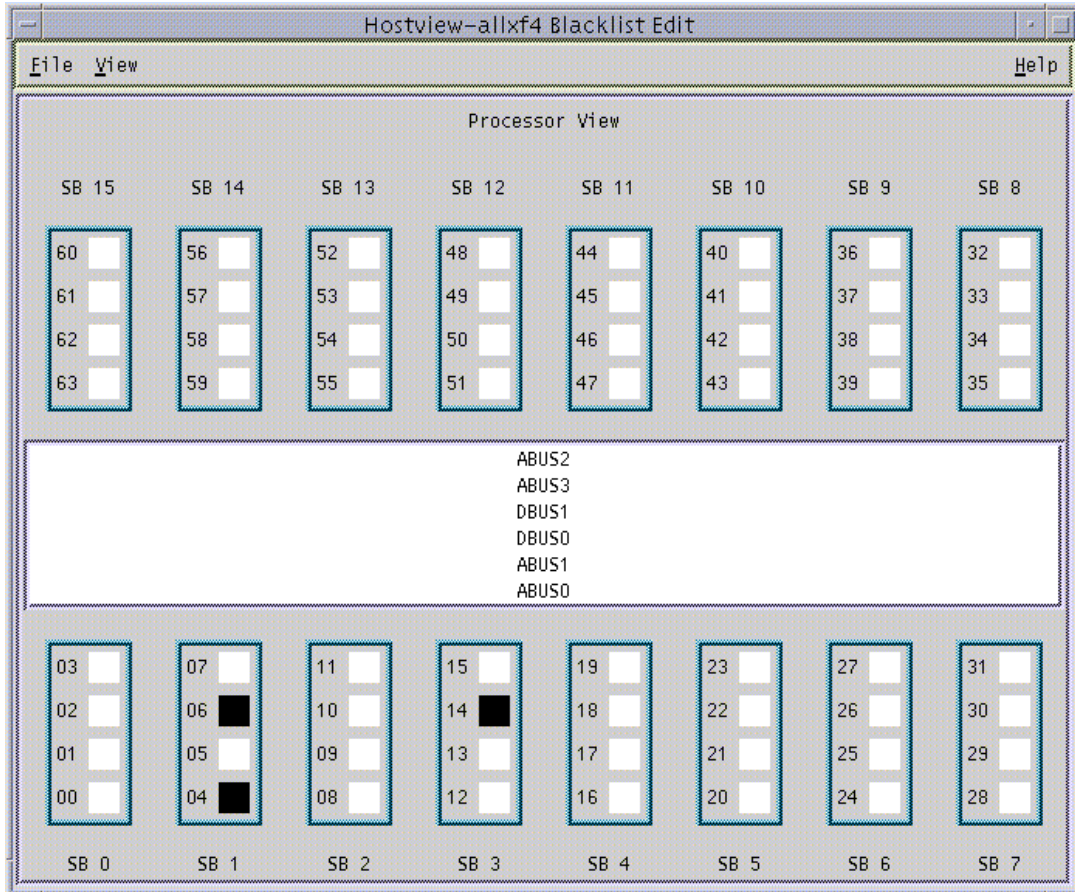 Hostview-allxf4 Blacklist Edit
File View Help
Processor View
SB 15 SB 14 SB 13 SB 12 SB 11 SB 10 SB 9 SB 8
60 56 52 48 44 40 36 32
61 57 53 49 45 41 37 33
62 58 54 50 46 42 38 34
63 59 55 51 47 43 39 35
ABUS2
ABUS3
DBUS1
DBUS0
ABUS1
ABUS0
03 07 11 15 19 23 27 31
02 06 10 14 18 22 26 30
01 05 09 13 17 21 25 29
00 04 08 12 16 20 24 28
SB 0 SB 1 SB 2 SB 3 SB 4 SB 5 SB 6 SB 7